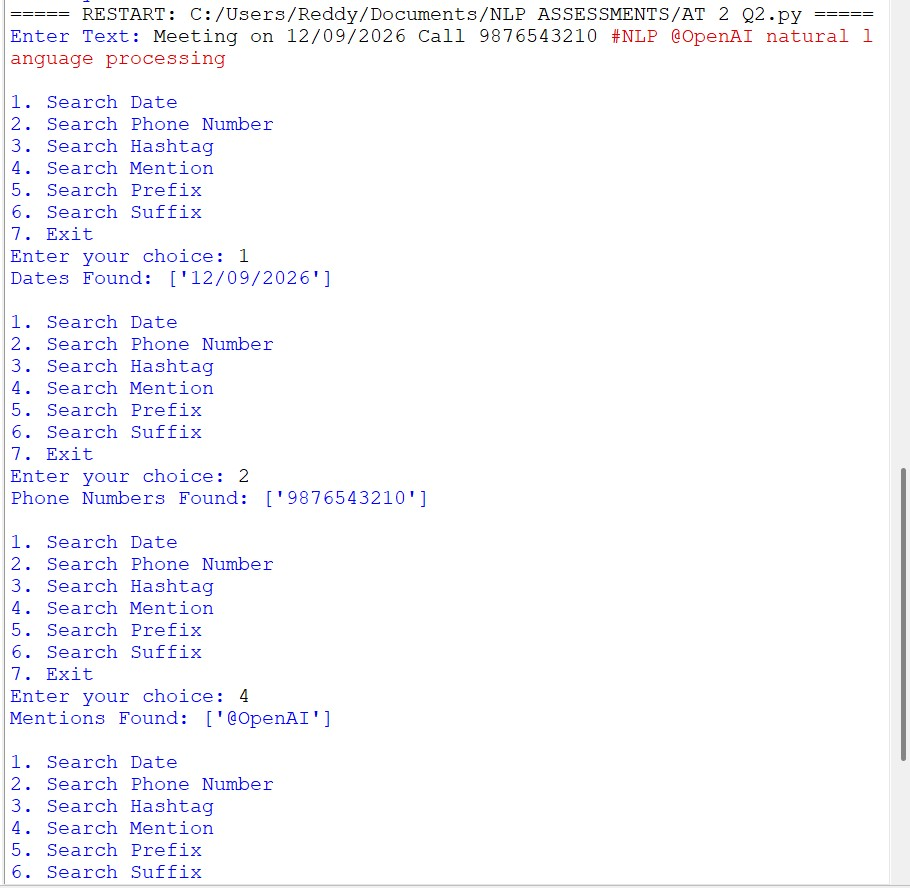 ===== RESTART: C:/Users/Reddy/Documents/NLP ASSESSMENTS/AT 2 Q2.py =====
Enter Text: Meeting on 12/09/2026 Call 9876543210 #NLP @OpenAI natural l
anguage processing
1. Search Date
2. Search Phone Number
3. Search Hashtag
4. Search Mention
5. Search Prefix
6. Search Suffix
7. Exit
Enter your choice: 1
Dates Found: ['12/09/2026']
1. Search Date
2. Search Phone Number
3. Search Hashtag
4. Search Mention
5. Search Prefix
6. Search Suffix
7. Exit
Enter your choice: 2
Phone Numbers Found: ['9876543210']
1. Search Date
2. Search Phone Number
3. Search Hashtag
4. Search Mention
5. Search Prefix
6. Search Suffix
7. Exit
Enter your choice: 4
Mentions Found: ['@OpenAI']
1. Search Date
2. Search Phone Number
3. Search Hashtag
4. Search Mention
5. Search Prefix
6. Search Suffix